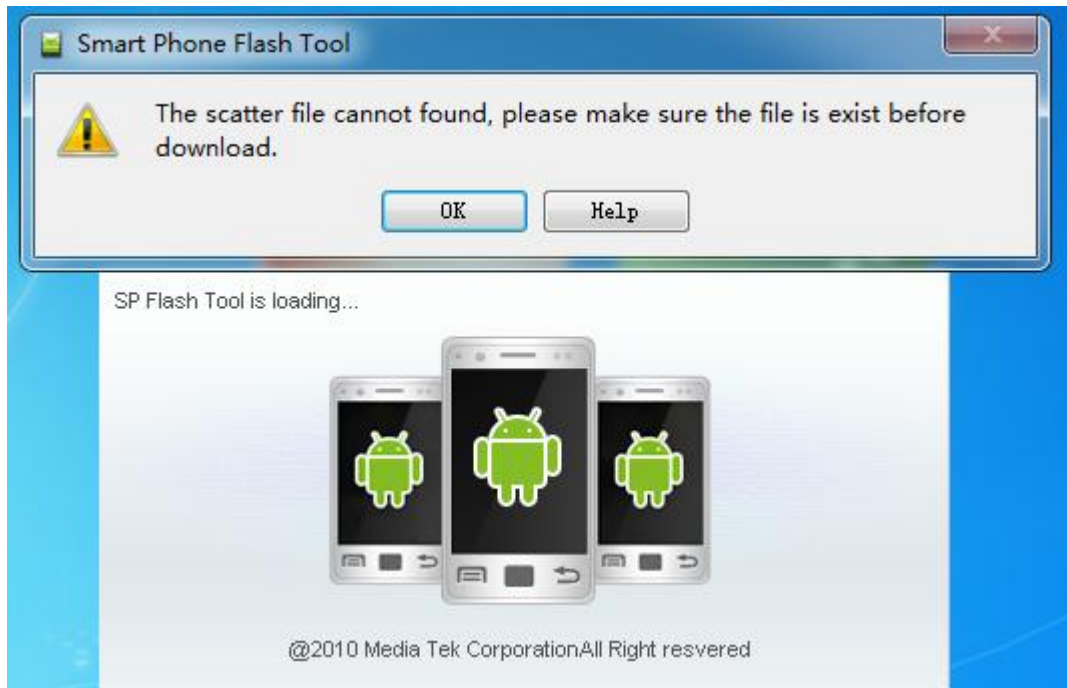 Smart Phone Flash Tool
The scatter file cannot found, please make sure the file is exist before
download.
OK
Help
SP Flash Tool is loading...
@2010 Media Tek CorporationAll Right resvered